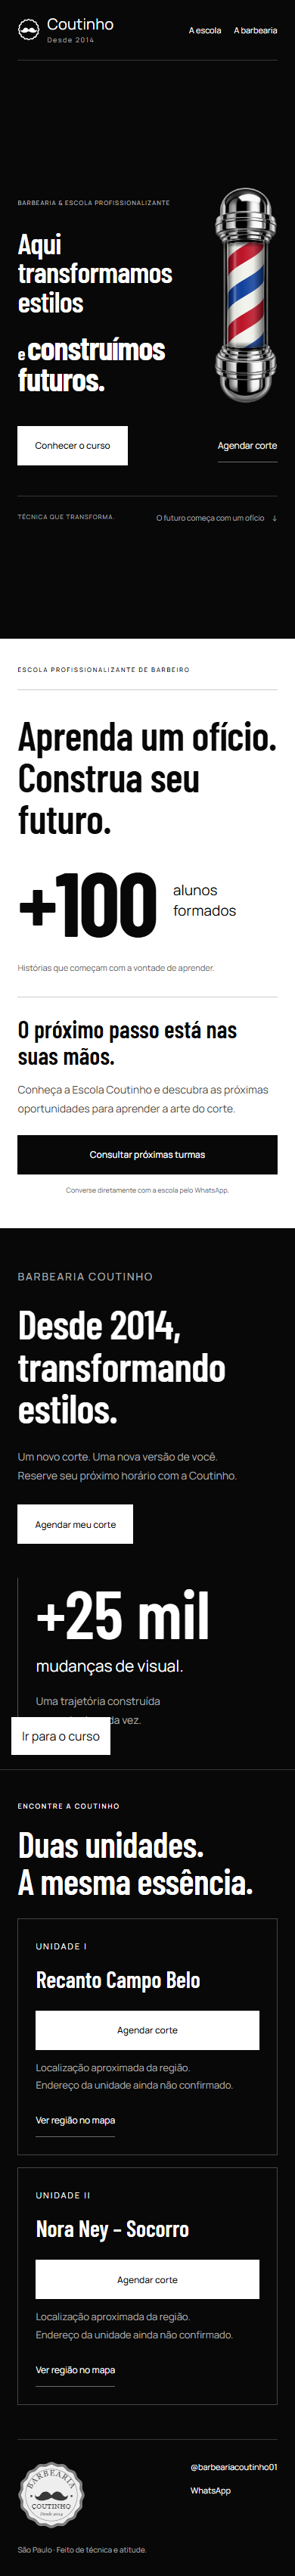 Coutinho
Desde 2014
A escola
A barbearia
BARBEARIA & ESCOLA PROFISSIONALIZANTE
Aqui
transformamos
estilos
e construímos
futuros.
Conhecer o curso
Agendar corte
TÉCNICA QUE TRANSFORMA.
O futuro começa com um ofício ↓
ESCOLA PROFISSIONALIZANTE DE BARBEIRO
Aprenda um ofício.
Construa seu
futuro.
+100
alunos
formados
Histórias que começam com a vontade de aprender.
O próximo passo está nas
suas mãos.
Conheça a Escola Coutinho e descubra as próximas
oportunidades para aprender a arte do corte.
Consultar próximas turmas
Converse diretamente com a escola pelo WhatsApp.
BARBEARIA COUTINHO
Desde 2014,
transformando
estilos.
Um novo corte. Uma nova versão de você.
Reserve seu próximo horário com a Coutinho.
Agendar meu corte
+25 mil
mudanças de visual.
Uma trajetória construída
da vez.
Ir para o curso
ENCONTRE A COUTINHO
Duas unidades.
A mesma essência.
UNIDADE I
Recanto Campo Belo
Agendar corte
Localização aproximada da região.
Endereço da unidade ainda não confirmado.
Ver região no mapa
UNIDADE II
Nora Ney – Socorro
Agendar corte
Localização aproximada da região.
Endereço da unidade ainda não confirmado.
Ver região no mapa
BARBEARIA
COUTINHO
Desde 2014
@barbeariacoutinho01
WhatsApp
São Paulo · Feito de técnica e atitude.